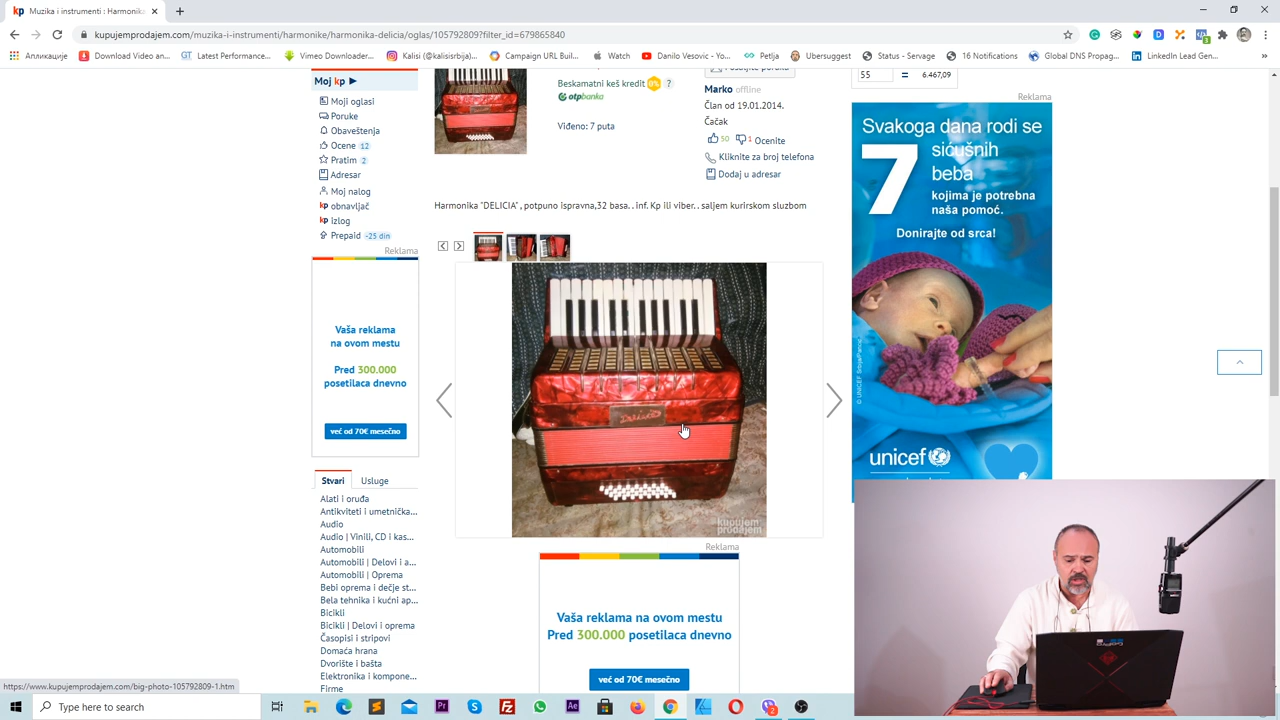 Muzika i instrumenti : Harmonika
kupujemprodajem.com/muzika-i-instrumenti/harmonike/harmonika-delicia/oglas/105792809?filter_id=679865840
Апликације
Download Video an...
Latest Performance...
Vimeo Downloader...
Kalisi (@kalisisrbija)...
Campaign URL Buil...
Watch
Danilo Vesovic - Yo...
Petlja
Ubersuggest
Status - Servage
16 Notifications
Global DNS Propag...
LinkedIn Lead Gen...
»
Moj kp
Moji oglasi
Poruke
Obaveštenja
Ocene 12
Pratim 2
Adresar
Moj nalog
kp obnavljač
kp izlog
Prepaid -25 din
Reklama
Vaša reklama
na ovom mestu
Pred 300.000
posetilaca dnevno
već od 70€ mesečno
Stvari
Usluge
Alati i oruđa
Antikviteti i umetnička...
Audio
Audio | Vinili, CD i kas...
Automobili
Automobili | Delovi i a...
Automobili | Oprema
Bebi oprema i dečje st...
Bela tehnika i kućni ap...
Bicikli
Bicikli | Delovi i oprema
Časopisi i stripovi
Domaća hrana
Dvorište i bašta
Elektronika i kompone...
Firme
Beskamatni keš kredit
?
otpbanka
Viđeno: 7 puta
Marko offline
Član od 19.01.2014.
Čačak
50
1
Ocenite
Kliknite za broj telefona
Dodaj u adresar
Harmonika "DELICIA" , potpuno ispravna,32 basa. . inf. Kp ili viber. . saljem kurirskom sluzbom
Delicia
kupujem
prodajem
Reklama
Vaša reklama na ovom mestu
Pred 300.000 posetilaca dnevno
već od 70€ mesečno
55 = 6.467,09
Reklama
Svakoga dana rodi se
7 sićušnih
beba
kojima je potrebna
naša pomoć.
Donirajte od srca!
unicef
https://www.kupujemprodajem.com/big-photo-105792809-1.htm
Type here to search